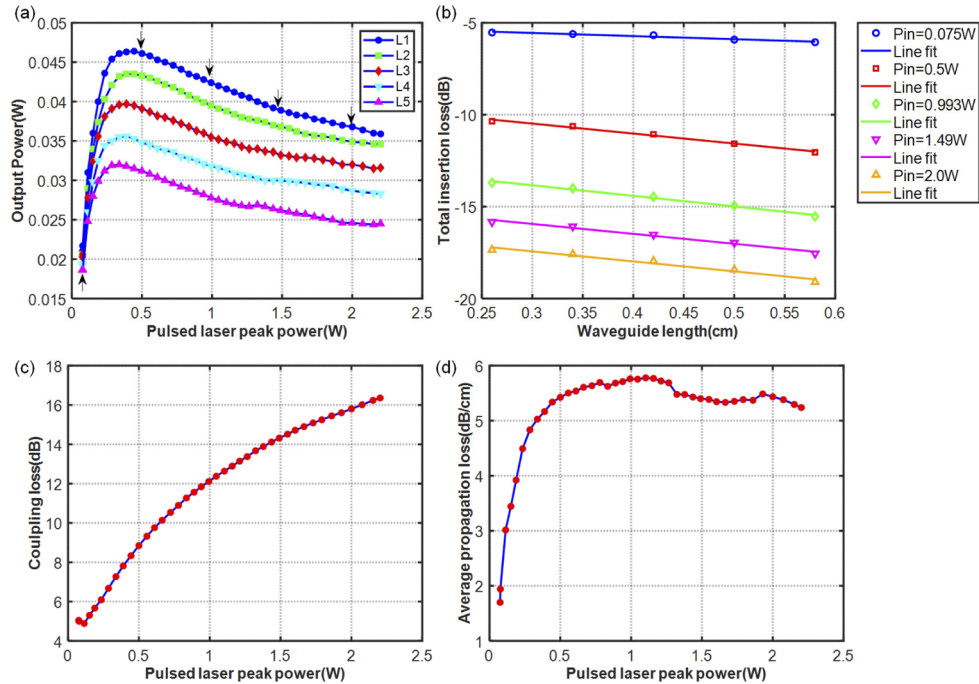 (a)
0.05
0.045
0.04
0.035
0.03
0.025
0.02
0.015
Output Power(W)
L1
L2
L3
L4
L5
0
0.5
1
1.5
2
2.5
Pulsed laser peak power(W)
(b)
-5
-10
-15
-20
Total insertion loss(dB)
0.25
0.3
0.35
0.4
0.45
0.5
0.55
0.6
Waveguide length(cm)
Pin=0.075W
Line fit
Pin=0.5W
Line fit
Pin=0.993W
Line fit
Pin=1.49W
Line fit
Pin=2.0W
Line fit
(c)
18
16
14
12
10
8
6
4
Coulpling loss(dB)
0
0.5
1
1.5
2
2.5
Pulsed laser peak power(W)
(d)
6
5
4
3
2
1
Average propagation loss(dB/cm)
0
0.5
1
1.5
2
2.5
Pulsed laser peak power(W)